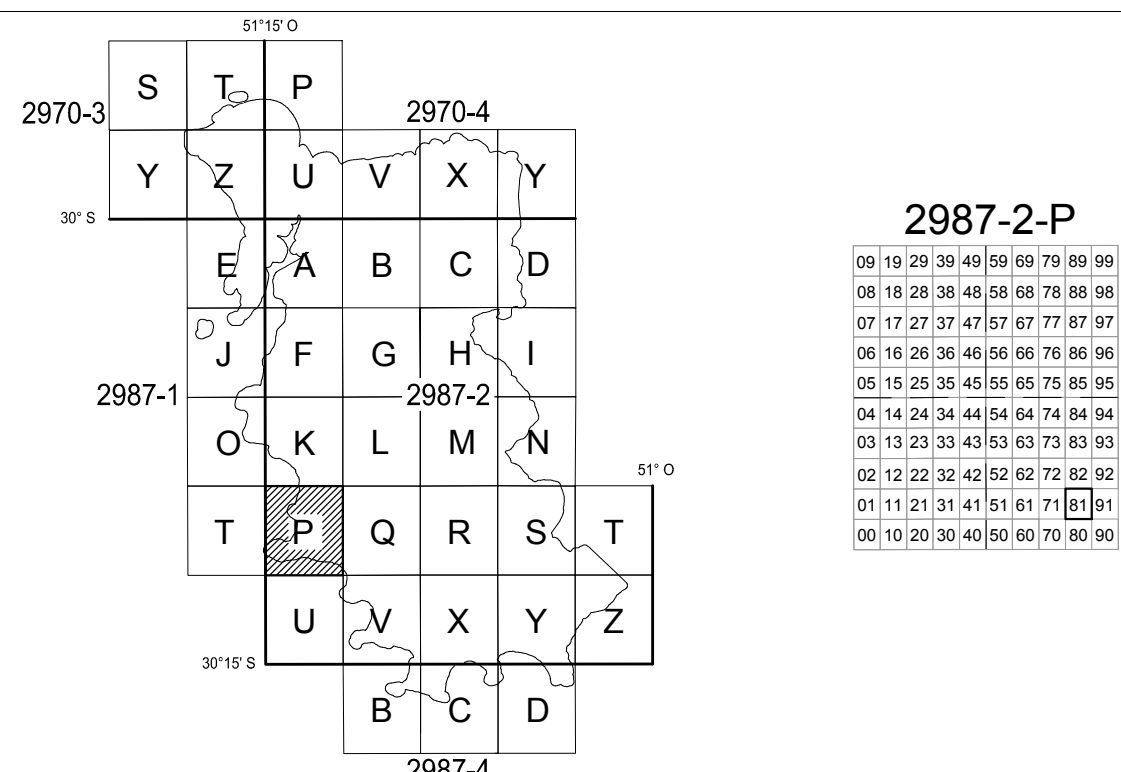 51°15' O
S T P
2970-3 2970-4
Y Z U V X Y
30° S
E A B C D
J F G H I
2987-1 2987-2
O K L M N
51° O
T P Q R S T
U V X Y Z
30°15' S
B C D
2987-4
2987-2-P
09 19 29 39 49 59 69 79 89 99
08 18 28 38 48 58 68 78 88 98
07 17 27 37 47 57 67 77 87 97
06 16 26 36 46 56 66 76 86 96
05 15 25 35 45 55 65 75 85 95
04 14 24 34 44 54 64 74 84 94
03 13 23 33 43 53 63 73 83 93
02 12 22 32 42 52 62 72 82 92
01 11 21 31 41 51 61 71 81 91
00 10 20 30 40 50 60 70 80 90